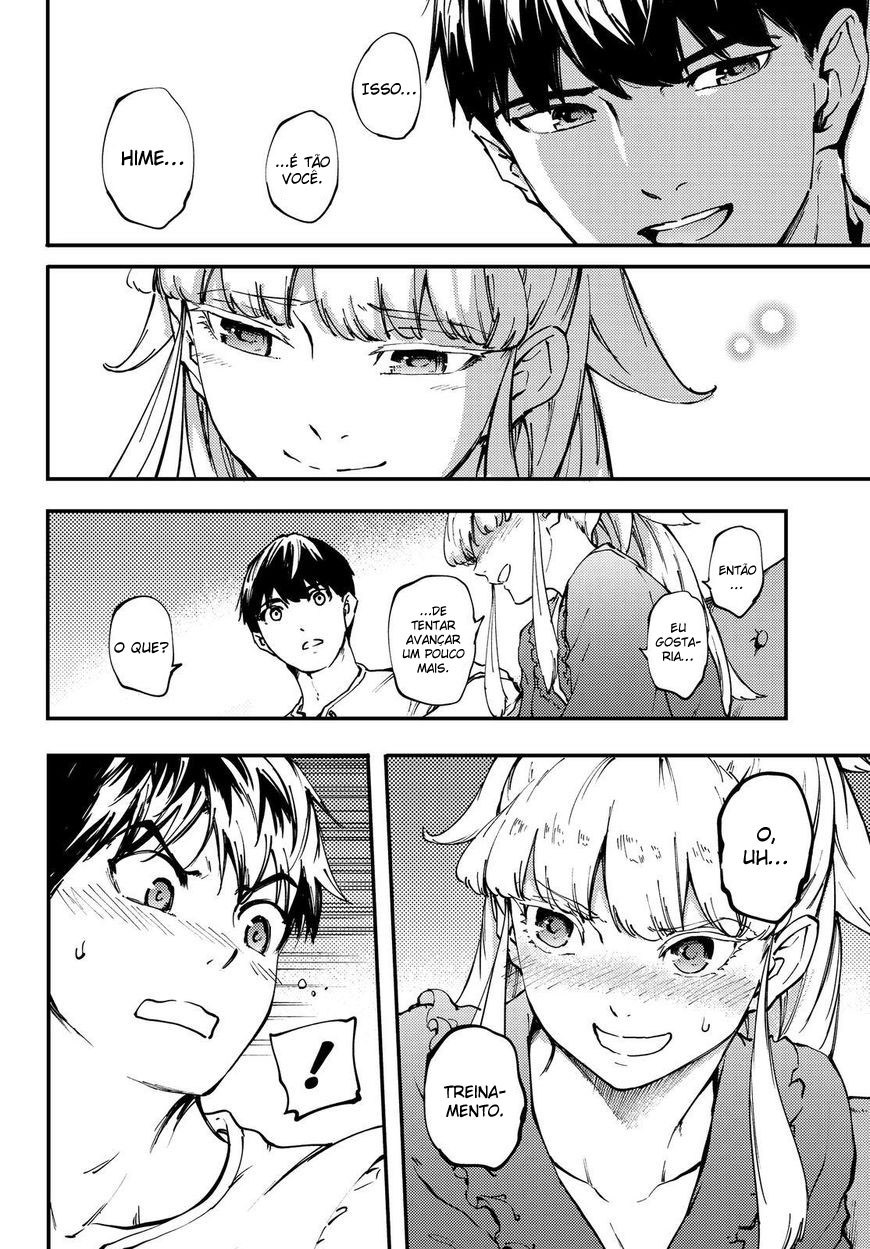 ISSO...
...É TÃO
VOCÊ.
HIME...
ENTÃO
...
EU
GOSTA-
RIA...
...DE
TENTAR
AVANÇAR
UM POUCO
MAIS.
O QUE?
O,
UH...
TREINA-
MENTO.
!